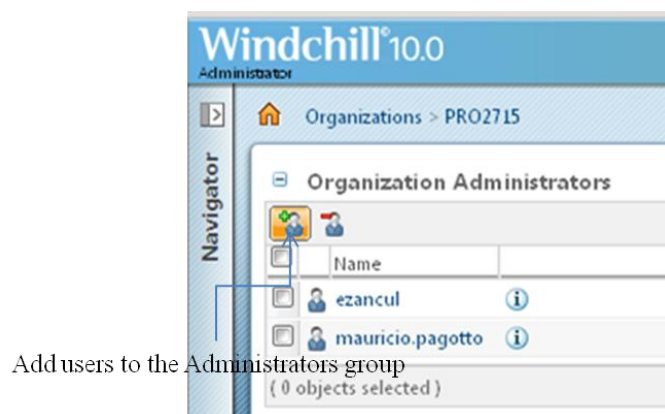 Windchill®10.0
Administrator
Organizations > PRO2715
Navigator
Organization Administrators
Name
ezancul
mauricio.pagotto
Add users to the Administrators group
( 0 objects selected )